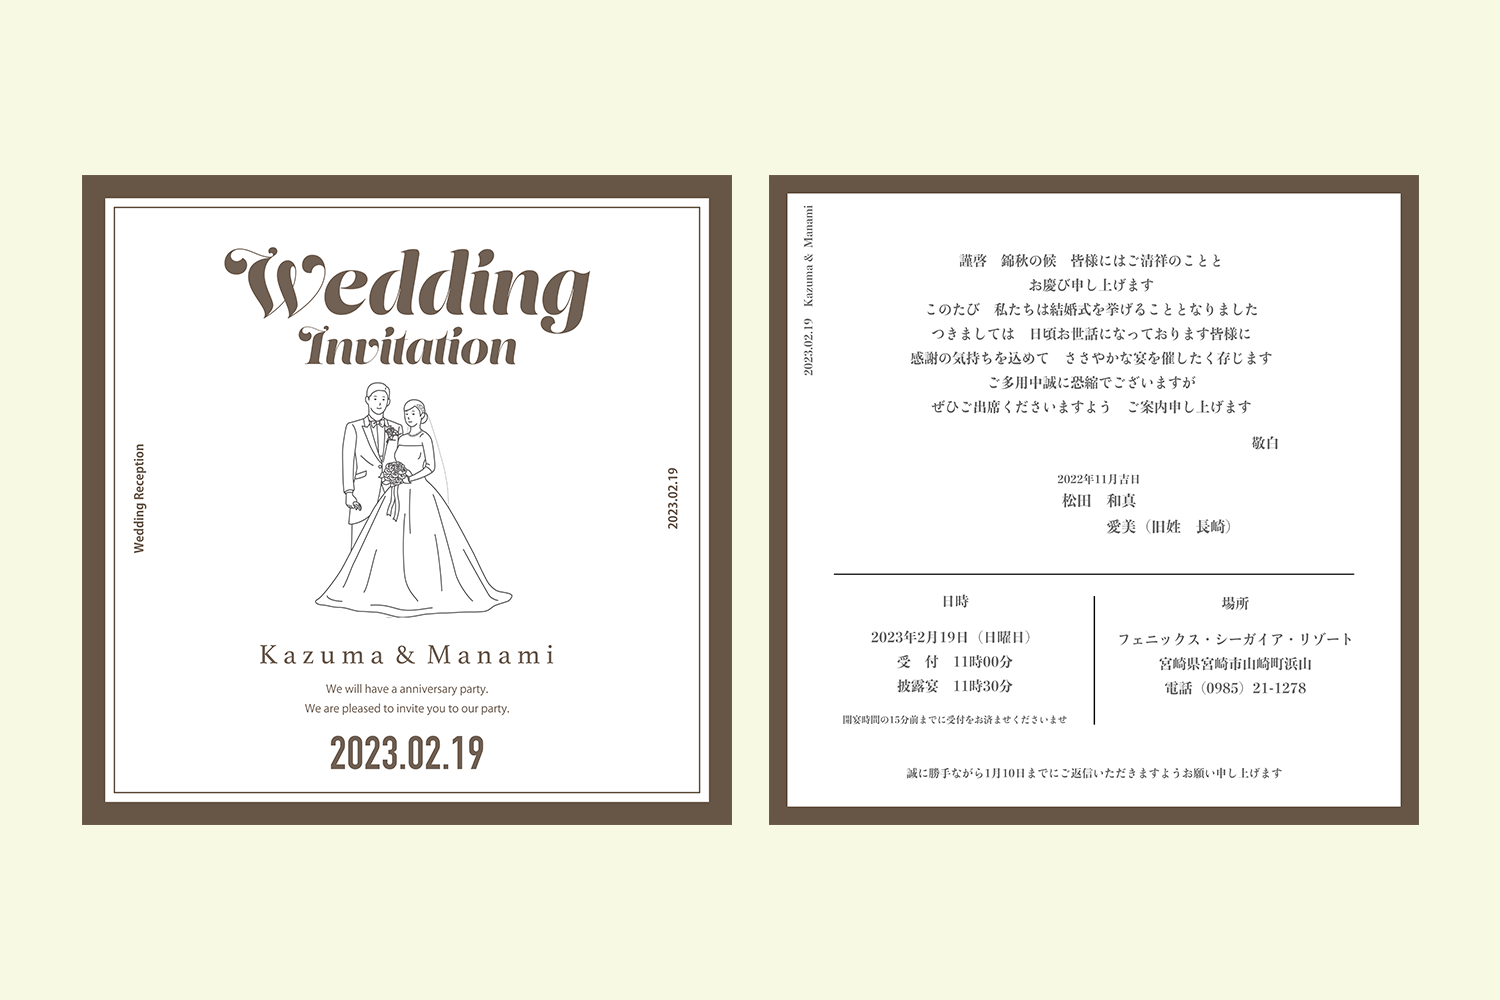 Wedding
Invitation
Wedding Reception
2023.02.19
Kazuma & Manami
We will have a anniversary party.
We are pleased to invite you to our party.
2023.02.19
2023.02.19　Kazuma & Manami
謹啓　錦秋の候　皆様にはご清祥のことと
お慶び申し上げます
このたび　私たちは結婚式を挙げることとなりました
つきましては　日頃お世話になっております皆様に
感謝の気持ちを込めて　ささやかな宴を催したく存じます
ご多用中誠に恐縮でございますが
ぜひご出席くださいますよう　ご案内申し上げます
敬白
2022年11月吉日
松田　和真
愛美（旧姓　長崎）
日時
2023年2月19日（日曜日）
受　付　11時00分
披露宴　11時30分
開宴時間の15分前までに受付をお済ませくださいませ
場所
フェニックス・シーガイア・リゾート
宮崎県宮崎市山崎町浜山
電話（0985）21-1278
誠に勝手ながら1月10日までにご返信いただきますようお願い申し上げます